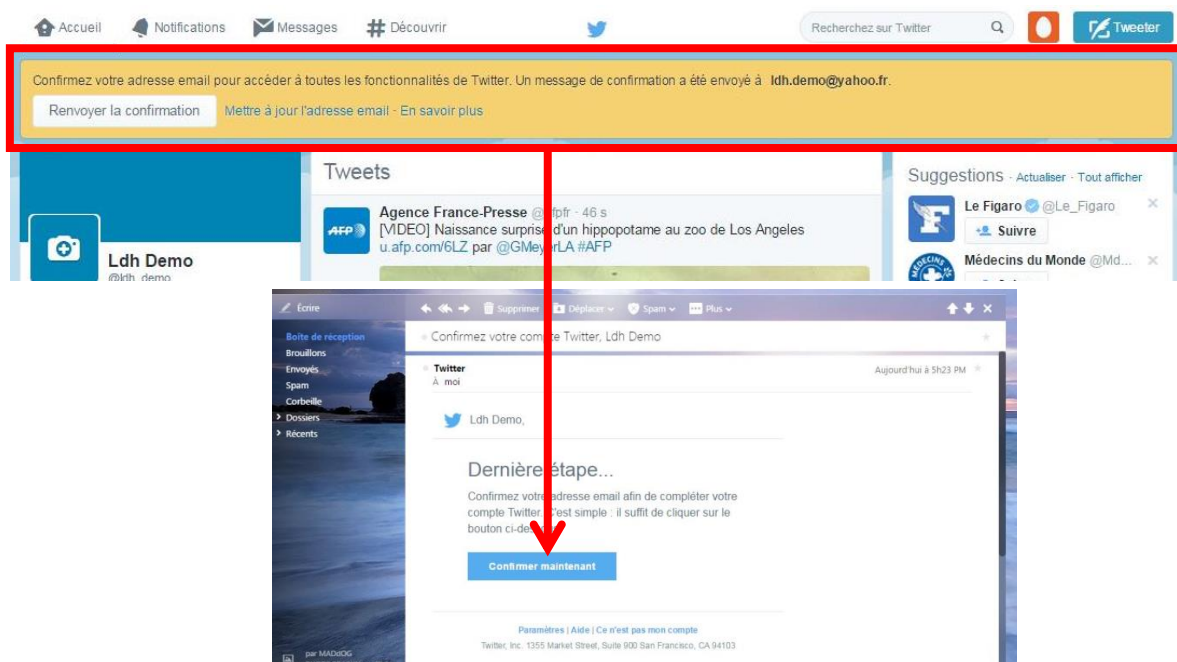 Accueil Notifications Messages Découvrir Recherchez sur Twitter Tweeter
Confirmez votre adresse email pour accéder à toutes les fonctionnalités de Twitter. Un message de confirmation a été envoyé à ldh.demo@yahoo.fr.
Renvoyer la confirmation Mettre à jour l'adresse email · En savoir plus
Tweets
Suggestions · Actualiser · Tout afficher
Agence France-Presse · 46 s
AFP
[VIDEO] Naissance surprise d'un hippopotame au zoo de Los Angeles
u.afp.com/6LZ par @GMeyerLA #AFP
Le Figaro @Le_Figaro
Suivre
Ldh Demo
@ldh_demo
Médecins du Monde @Md...
Écrire
Supprimer Déplacer Spam Plus
Boîte de réception
Brouillons
Envoyés
Spam
Corbeille
Dossiers
Récents
Confirmez votre compte Twitter, Ldh Demo
Twitter Aujourd'hui à 5h23 PM
À moi
Ldh Demo,
Dernière étape...
Confirmez votre adresse email afin de compléter votre
compte Twitter. C'est simple : il suffit de cliquer sur le
bouton
Confirmer maintenant
Paramètres | Aide | Ce n'est pas mon compte
Twitter, Inc. 1355 Market Street, Suite 900 San Francisco, CA 94103
par MADdOG